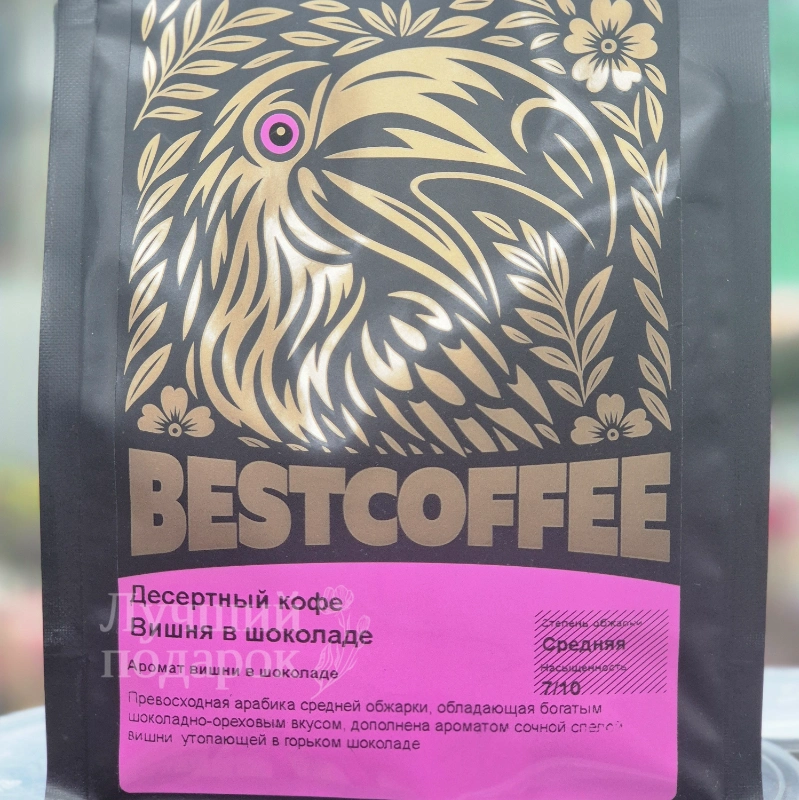 BESTCOFFEE
Десертный кофе
Вишня в шоколаде
Аромат вишни в шоколаде
Превосходная арабика средней обжарки, обладающая богатым
шоколадно-ореховым вкусом, дополнена ароматом сочной спелой
вишни утопающей в горьком шоколаде
Степень обжарки
Средняя
Насыщенность
7/10
Лучший
подарок